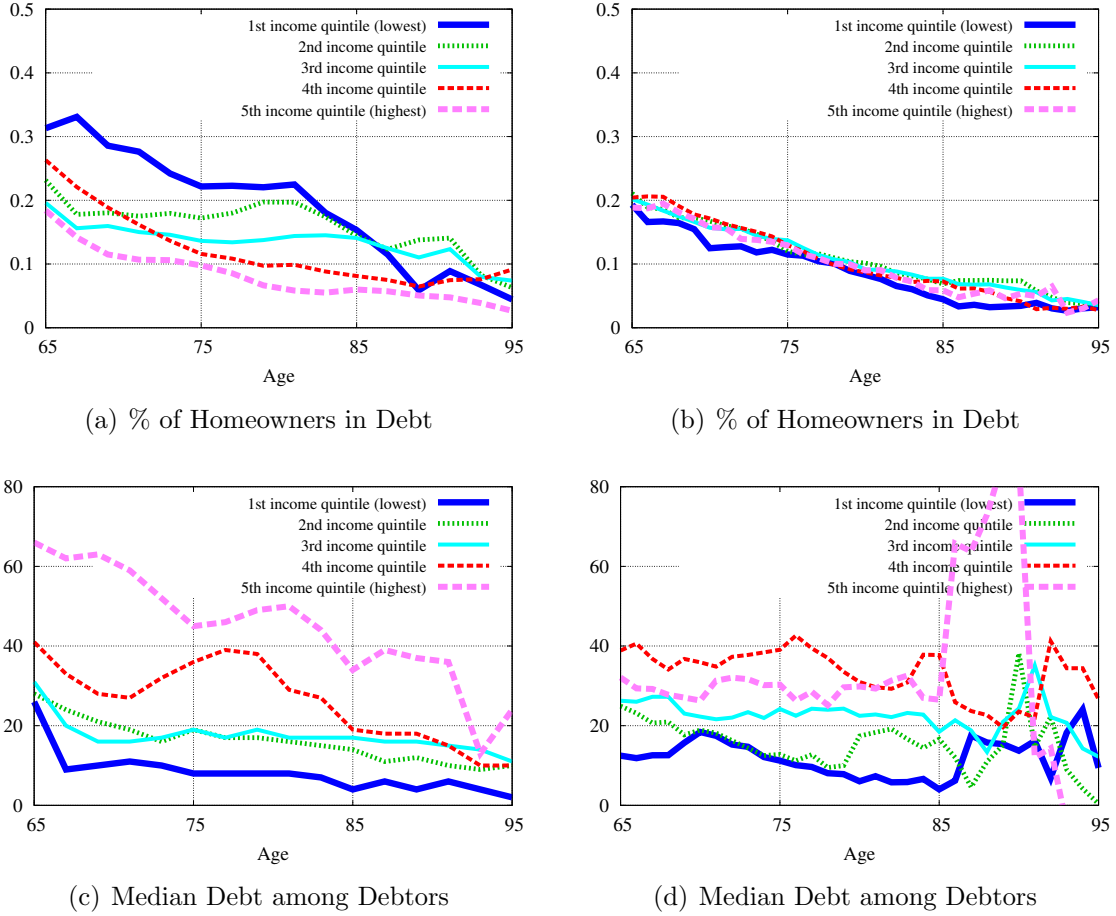 0.5
0.4
0.3
0.2
0.1
0
65
75
85
95
Age
1st income quintile (lowest)
2nd income quintile
3rd income quintile
4th income quintile
5th income quintile (highest)
(a) % of Homeowners in Debt
0.5
0.4
0.3
0.2
0.1
0
65
75
85
95
Age
1st income quintile (lowest)
2nd income quintile
3rd income quintile
4th income quintile
5th income quintile (highest)
(b) % of Homeowners in Debt
80
60
40
20
0
65
75
85
95
Age
1st income quintile (lowest)
2nd income quintile
3rd income quintile
4th income quintile
5th income quintile (highest)
(c) Median Debt among Debtors
80
60
40
20
0
65
75
85
95
Age
1st income quintile (lowest)
2nd income quintile
3rd income quintile
4th income quintile
5th income quintile (highest)
(d) Median Debt among Debtors